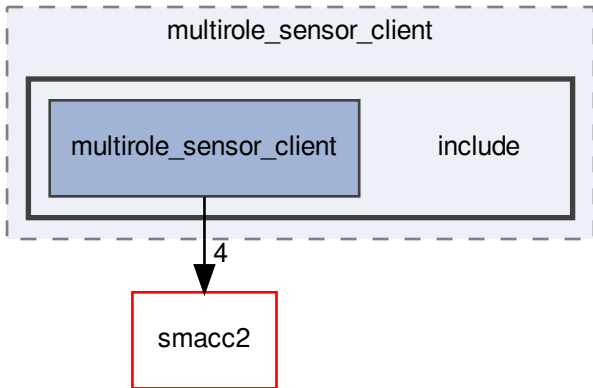 multirole_sensor_client
multirole_sensor_client
include
4
smacc2